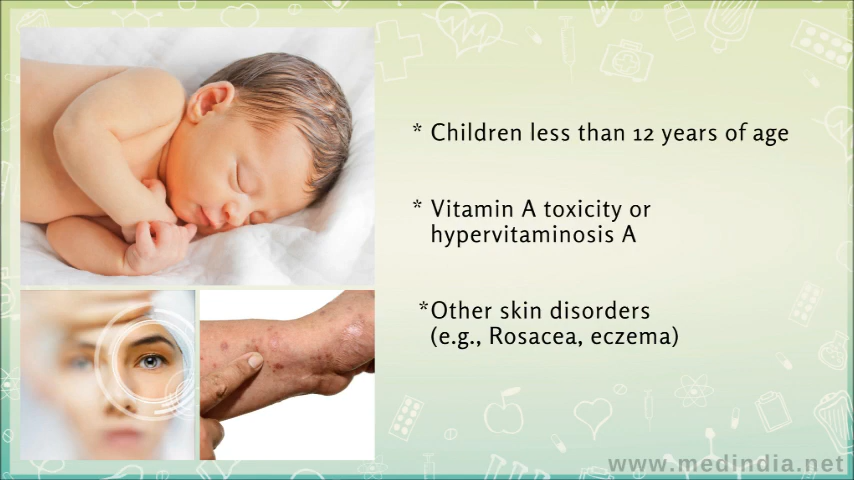 * Children less than 12 years of age
* Vitamin A toxicity or
hypervitaminosis A
*Other skin disorders
(e.g., Rosacea, eczema)
www.medindia.net